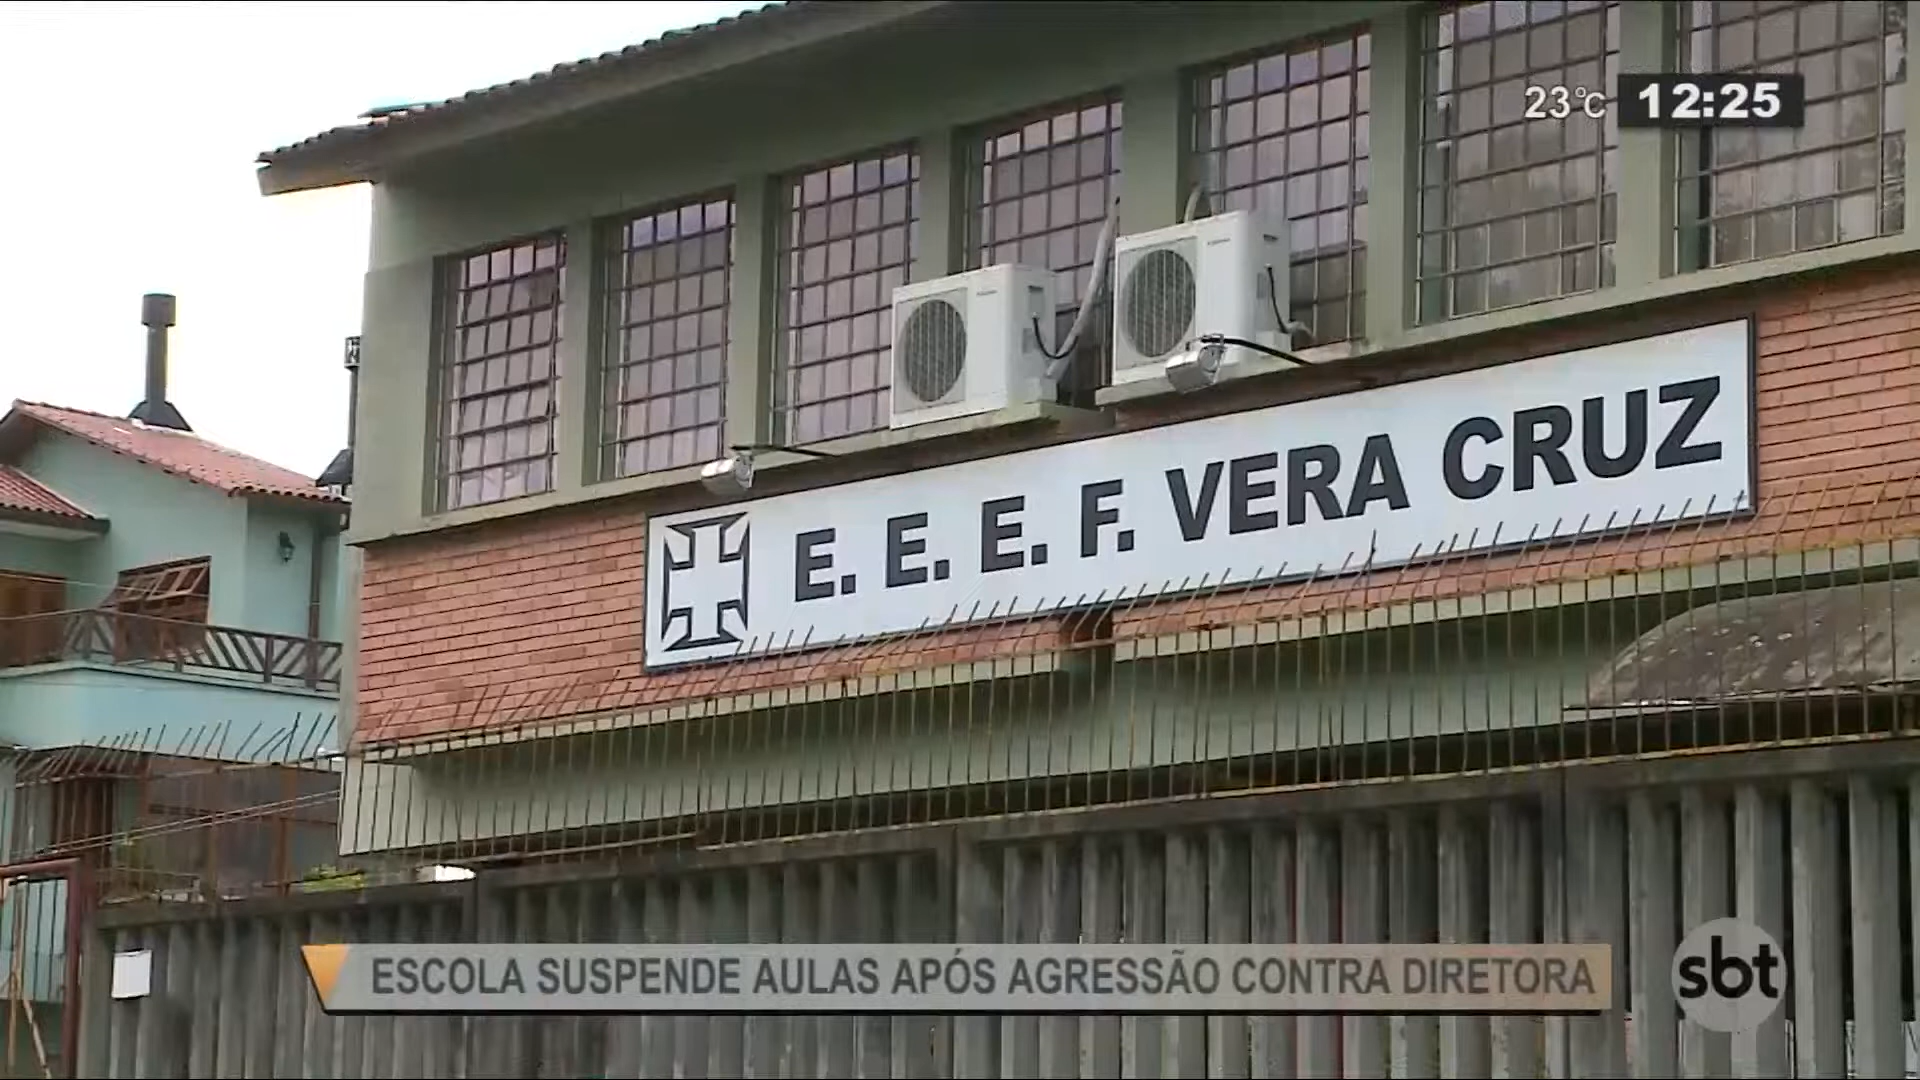 23°C 12:25
E. E. E. F. VERA CRUZ
ESCOLA SUSPENDE AULAS APÓS AGRESSÃO CONTRA DIRETORA
sbt